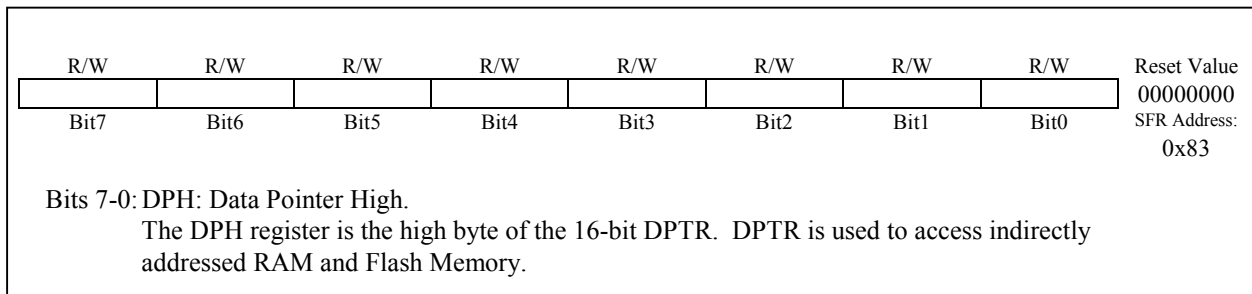 R/W R/W R/W R/W R/W R/W R/W R/W Reset Value
00000000
Bit7 Bit6 Bit5 Bit4 Bit3 Bit2 Bit1 Bit0 SFR Address:
0x83
Bits 7-0: DPH: Data Pointer High.
The DPH register is the high byte of the 16-bit DPTR. DPTR is used to access indirectly
addressed RAM and Flash Memory.